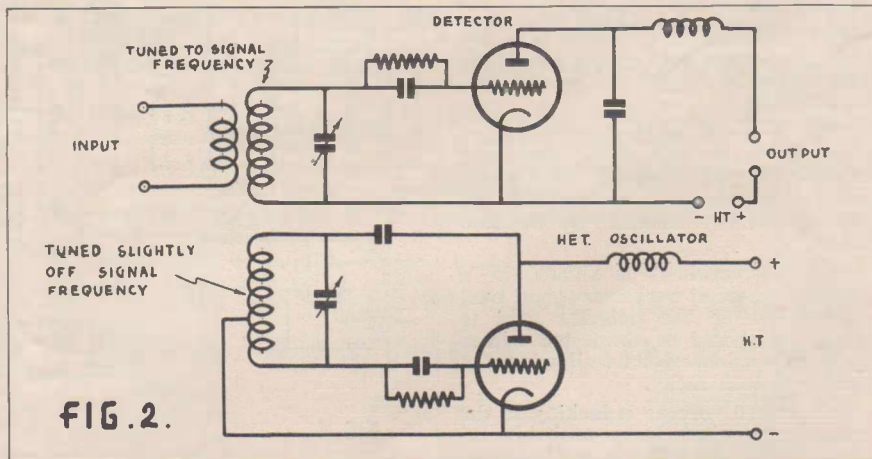 DETECTOR
TUNED TO SIGNAL
FREQUENCY
INPUT
OUTPUT
- HT +
HET. OSCILLATOR
TUNED SLIGHTLY
OFF SIGNAL
FREQUENCY
+
H.T
-
FIG.2.